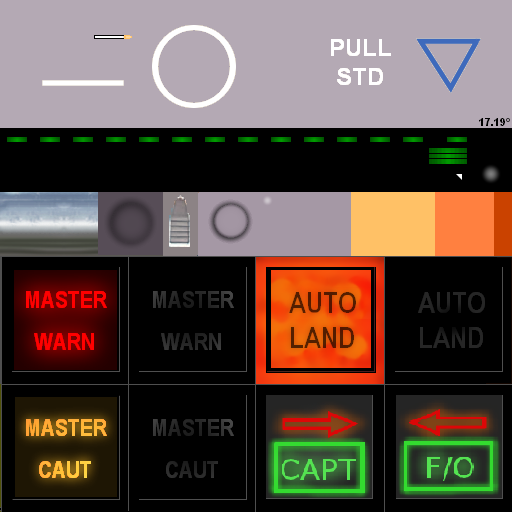 PULL
STD
17.19°
MASTER
WARN
MASTER
WARN
AUTO
LAND
AUTO
LAND
MASTER
CAUT
MASTER
CAUT
CAPT
F/O